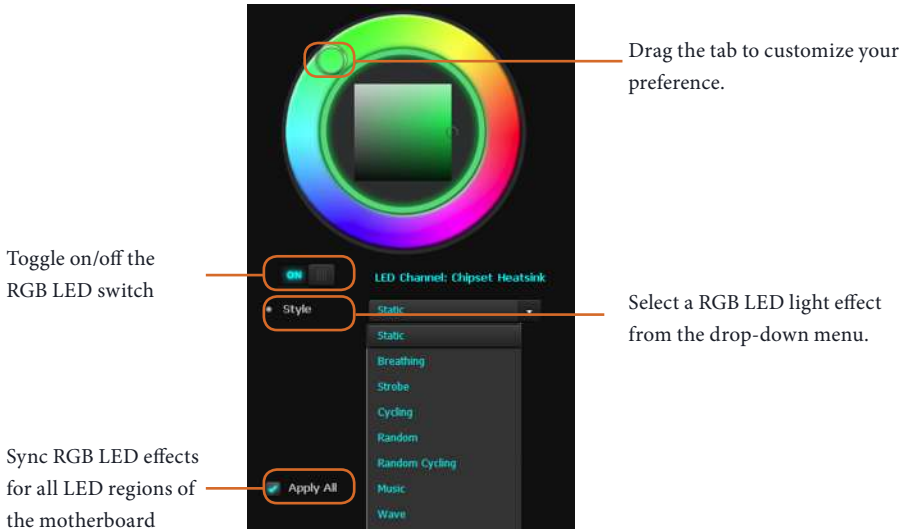 Drag the tab to customize your
preference.
Toggle on/off the
RGB LED switch
ON
LED Channel: Chipset Heatsink
Style
Static
Select a RGB LED light effect
from the drop-down menu.
Static
Breathing
Strobe
Cycling
Random
Random Cycling
Music
Wave
Sync RGB LED effects
for all LED regions of
the motherboard
Apply All